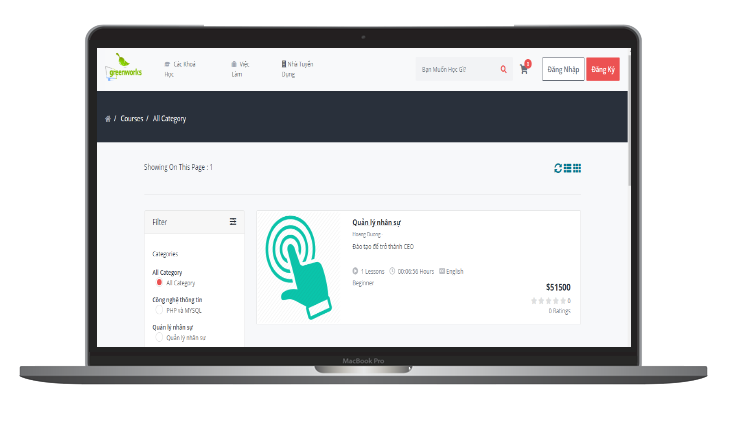 greenworks
Các Khoá
Học
Việc
Làm
Nhà Tuyển
Dụng
Bạn Muốn Học Gì?
0
Đăng Nhập
Đăng Ký
/ Courses / All Category
Showing On This Page : 1
Filter
Categories
All Category
All Category
Công nghệ thông tin
PHP và MYSQL
Quản lý nhân sự
Quản lý nhân sự
Quản lý nhân sự
Hoang Duong
Đào tạo để trở thành CEO
1 Lessons 00:06:56 Hours English
Beginner
$51500
0
0 Ratings
MacBook Pro